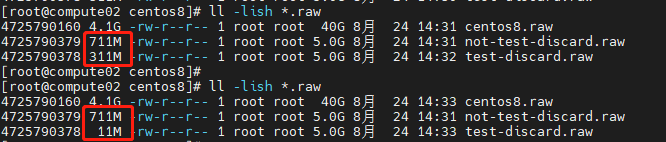 [root@compute02 centos8]# ll -lish *.raw
4725790160 4.1G -rw-r--r-- 1 root root  40G 8月  24 14:31 centos8.raw
4725790379 711M -rw-r--r-- 1 root root 5.0G 8月  24 14:31 not-test-discard.raw
4725790378 311M -rw-r--r-- 1 root root 5.0G 8月  24 14:32 test-discard.raw
[root@compute02 centos8]#
[root@compute02 centos8]# ll -lish *.raw
4725790160 4.1G -rw-r--r-- 1 root root  40G 8月  24 14:33 centos8.raw
4725790379 711M -rw-r--r-- 1 root root 5.0G 8月  24 14:31 not-test-discard.raw
4725790378  11M -rw-r--r-- 1 root root 5.0G 8月  24 14:33 test-discard.raw